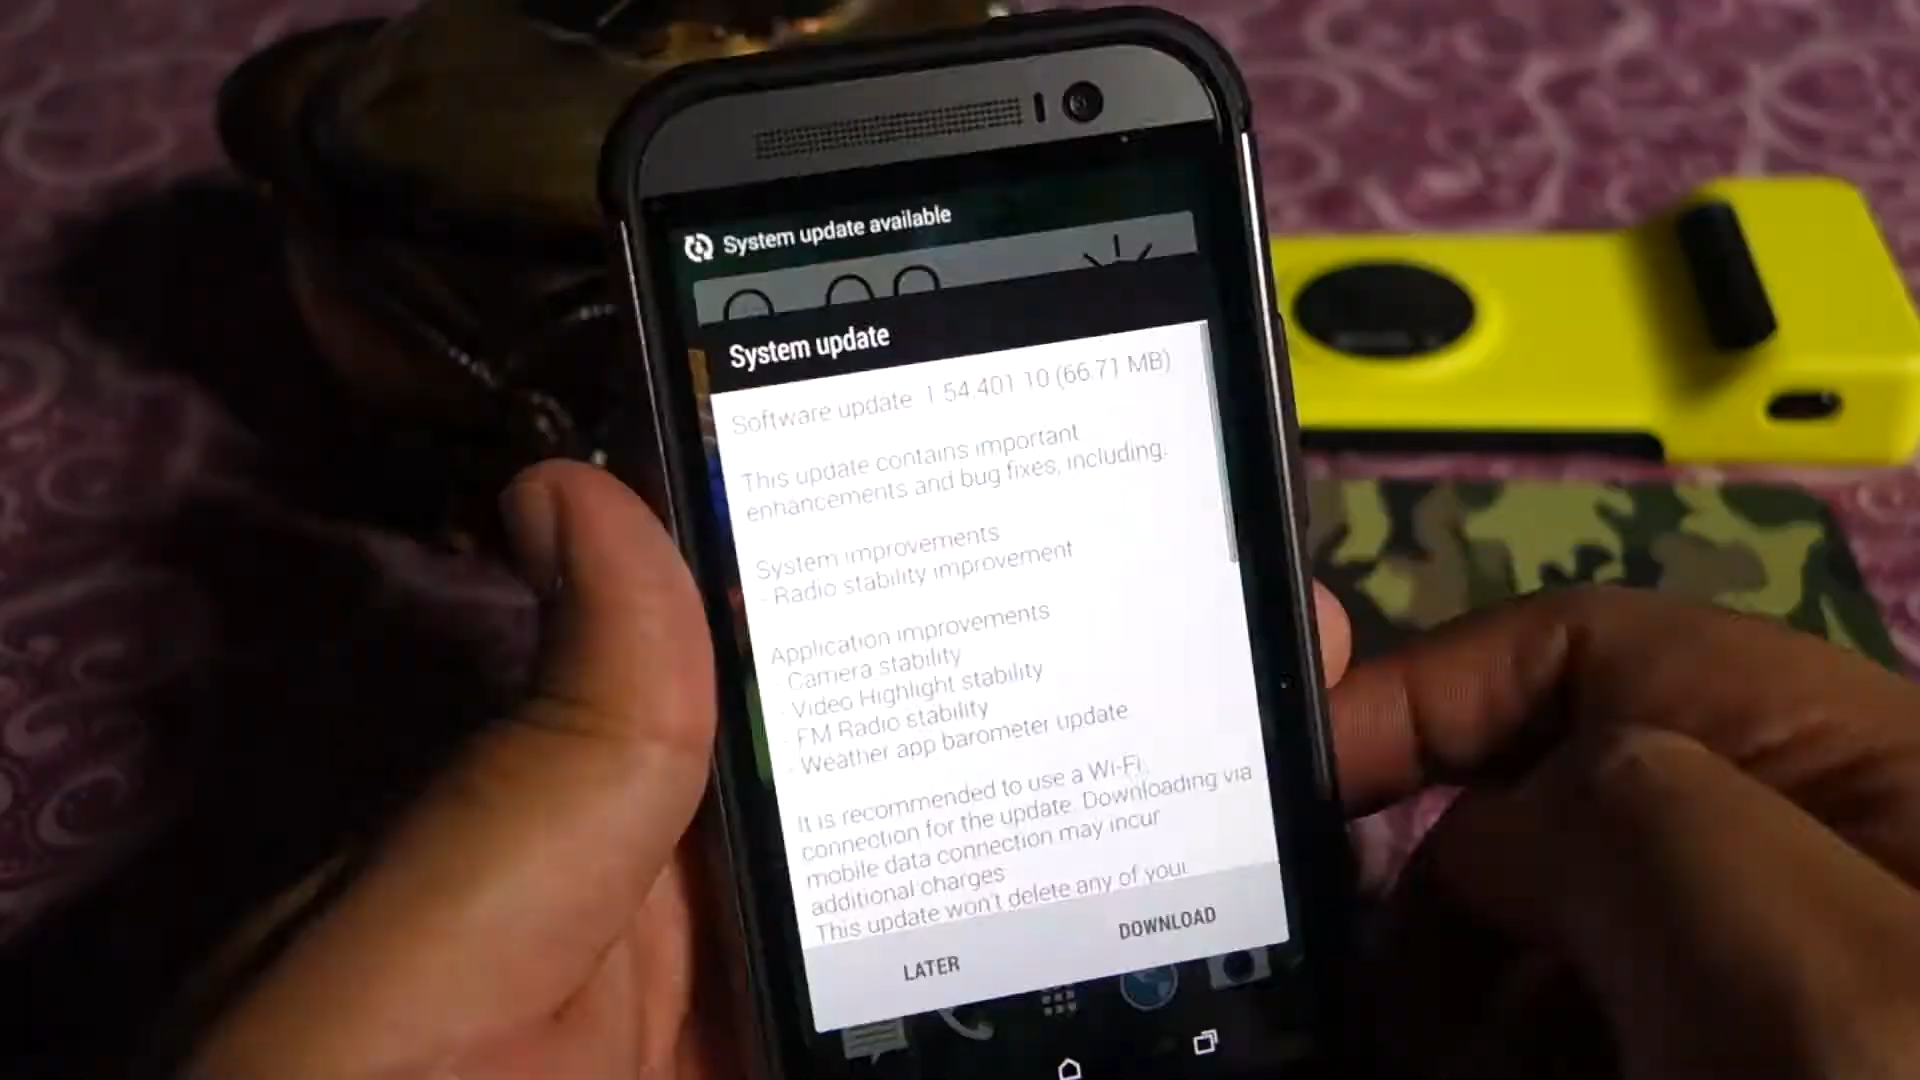 System update available
System update
Software update 1.54.401.10 (66.71 MB)
This update contains important
enhancements and bug fixes, including:
System improvements
- Radio stability improvement
Application improvements
- Camera stability
- Video Highlight stability
- FM Radio stability
- Weather app barometer update
It is recommended to use a Wi-Fi
connection for the update. Downloading via
mobile data connection may incur
additional charges.
This update won't delete any of your
LATER
DOWNLOAD